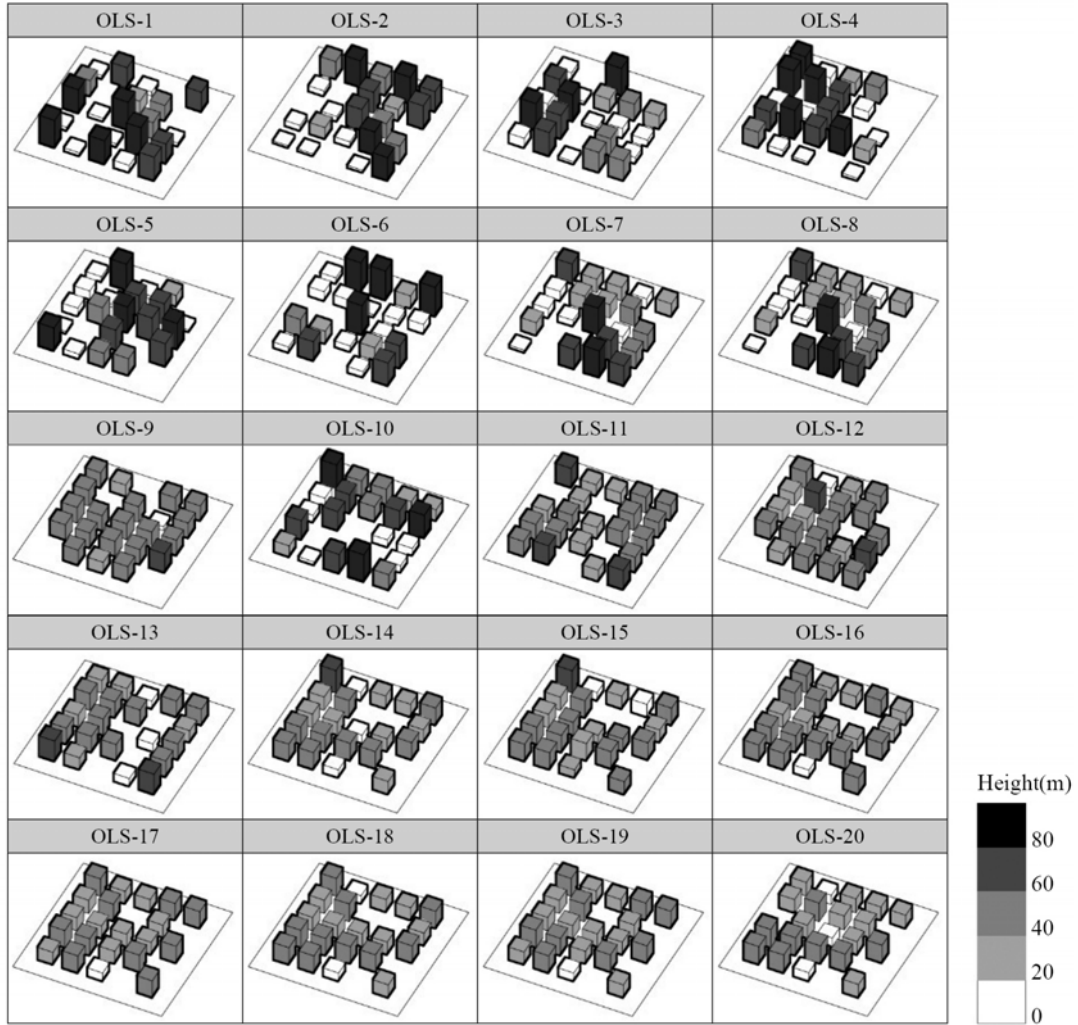 OLS-1 OLS-2 OLS-3 OLS-4
OLS-5 OLS-6 OLS-7 OLS-8
OLS-9 OLS-10 OLS-11 OLS-12
OLS-13 OLS-14 OLS-15 OLS-16
OLS-17 OLS-18 OLS-19 OLS-20
Height(m)
80
60
40
20
0